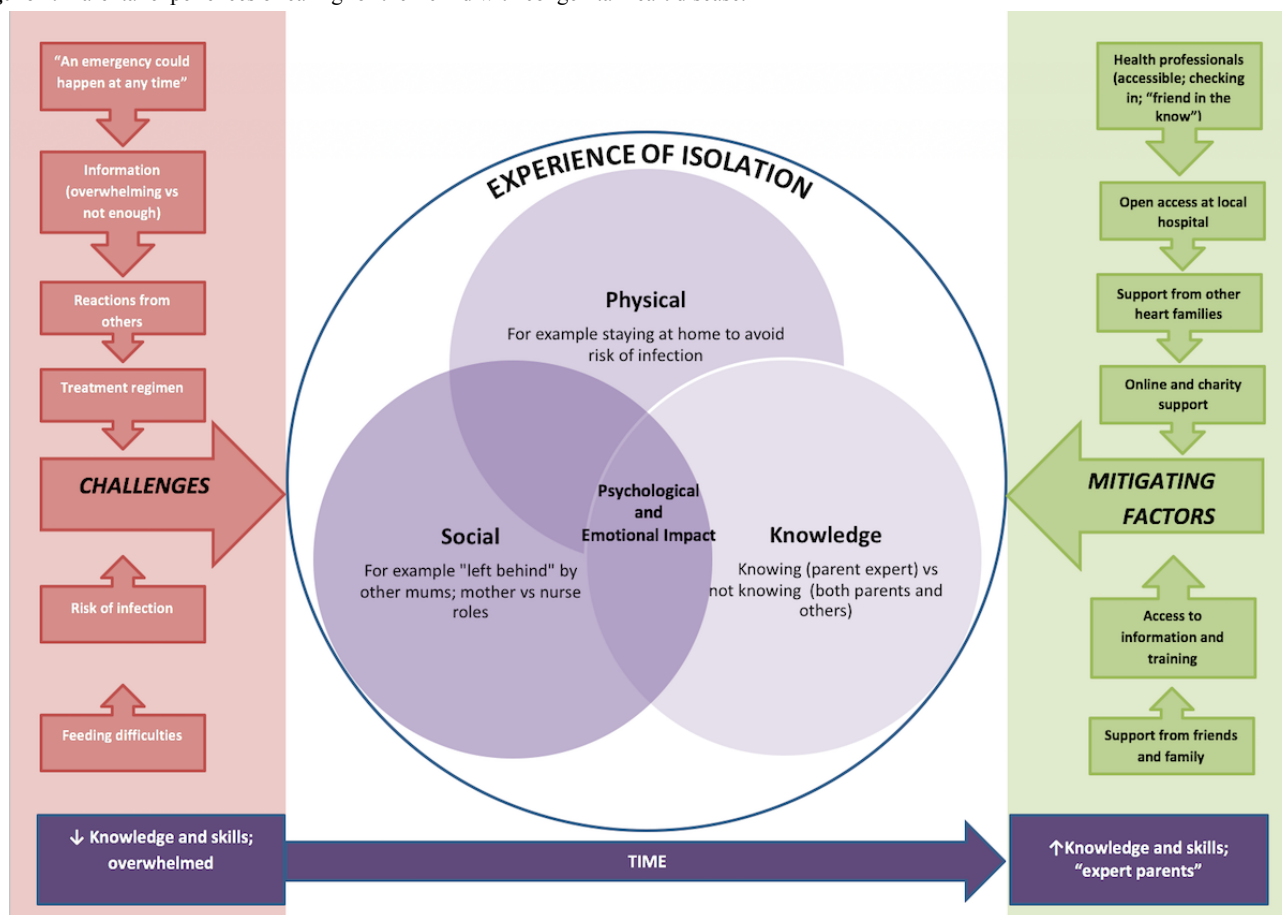 “An emergency could
happen at any time”
Information
(overwhelming vs
not enough)
Reactions from
others
Treatment regimen
CHALLENGES
Risk of infection
Feeding difficulties
↓ Knowledge and skills;
overwhelmed
EXPERIENCE OF ISOLATION
Physical
For example staying at home to avoid
risk of infection
Psychological
and
Emotional Impact
Social
For example "left behind" by
other mums; mother vs nurse
roles
Knowledge
Knowing (parent expert) vs
not knowing (both parents and
others)
TIME
Health professionals
(accessible; checking
in; “friend in the
know”)
Open access at local
hospital
Support from other
heart families
Online and charity
support
MITIGATING
FACTORS
Access to
information and
training
Support from friends
and family
↑Knowledge and skills;
“expert parents”